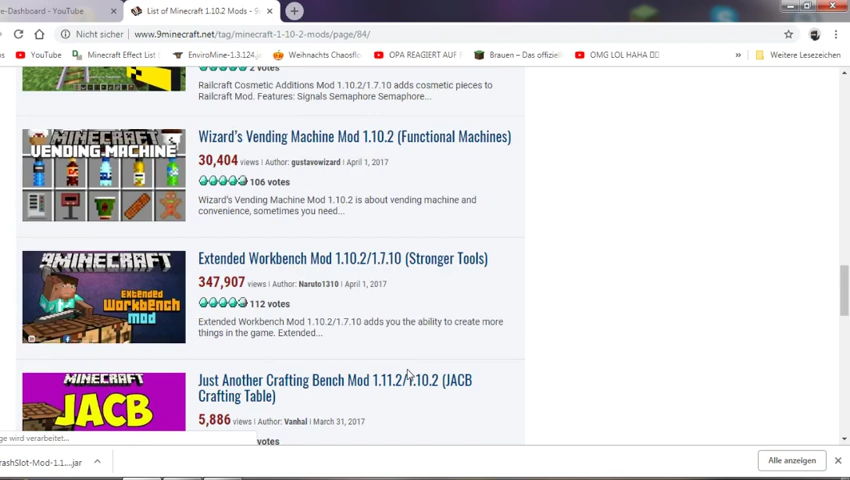 e-Dashboard - YouTube
List of Minecraft 1.10.2 Mods - 9m
Nicht sicher | www.9minecraft.net/tag/minecraft-1-10-2-mods/page/84/
YouTube
Minecraft Effect List
EnviroMine-1.3.124.
Weihnachts Chaosflo
OPA REAGIERT AUF
Brauen – Das offiziel
OMG LOL HAHA
»
Weitere Lesezeichen
2 votes
Railcraft Cosmetic Additions Mod 1.10.2/1.7.10 adds cosmetic pieces to
Railcraft Mod. Features: Signals Semaphore Semaphore...
MINECRAFT
VENDING MACHINE
Wizard's Vending Machine Mod 1.10.2 (Functional Machines)
30,404 views | Author: gustavowizard | April 1, 2017
106 votes
Wizard's Vending Machine Mod 1.10.2 is about vending machine and
convenience, sometimes you need...
9MINECRAFT
Extended
Workbench
mod
Extended Workbench Mod 1.10.2/1.7.10 (Stronger Tools)
347,907 views | Author: Naruto1310 | April 1, 2017
112 votes
Extended Workbench Mod 1.10.2/1.7.10 adds you the ability to create more
things in the game. Extended...
MINECRAFT
JACB
Just Another Crafting Bench Mod 1.11.2/1.10.2 (JACB
Crafting Table)
5,886 views | Author: Vanhal | March 31, 2017
votes
ge wird verarbeitet...
rashSlot-Mod-1.1....jar
Alle anzeigen